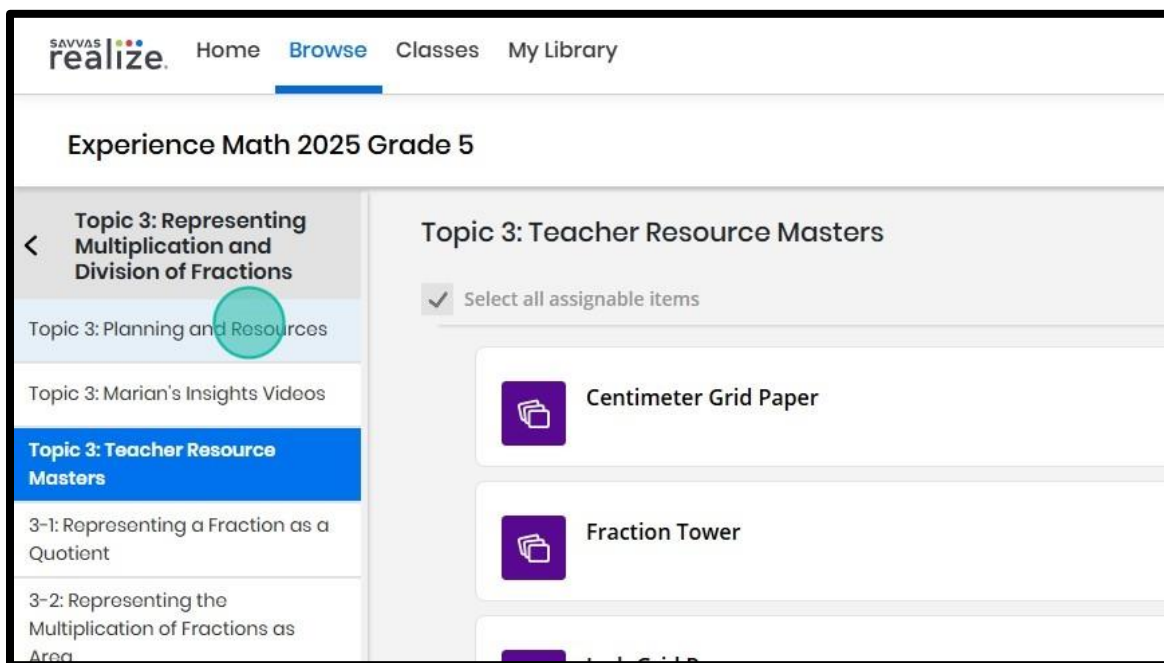 SAVVAS
realize.
Home Browse Classes My Library
Experience Math 2025 Grade 5
Topic 3: Representing
Multiplication and
Division of Fractions
Topic 3: Planning and Resources
Topic 3: Marian's Insights Videos
Topic 3: Teacher Resource
Masters
3-1: Representing a Fraction as a
Quotient
3-2: Representing the
Multiplication of Fractions as
Area
Topic 3: Teacher Resource Masters
Select all assignable items
Centimeter Grid Paper
Fraction Tower